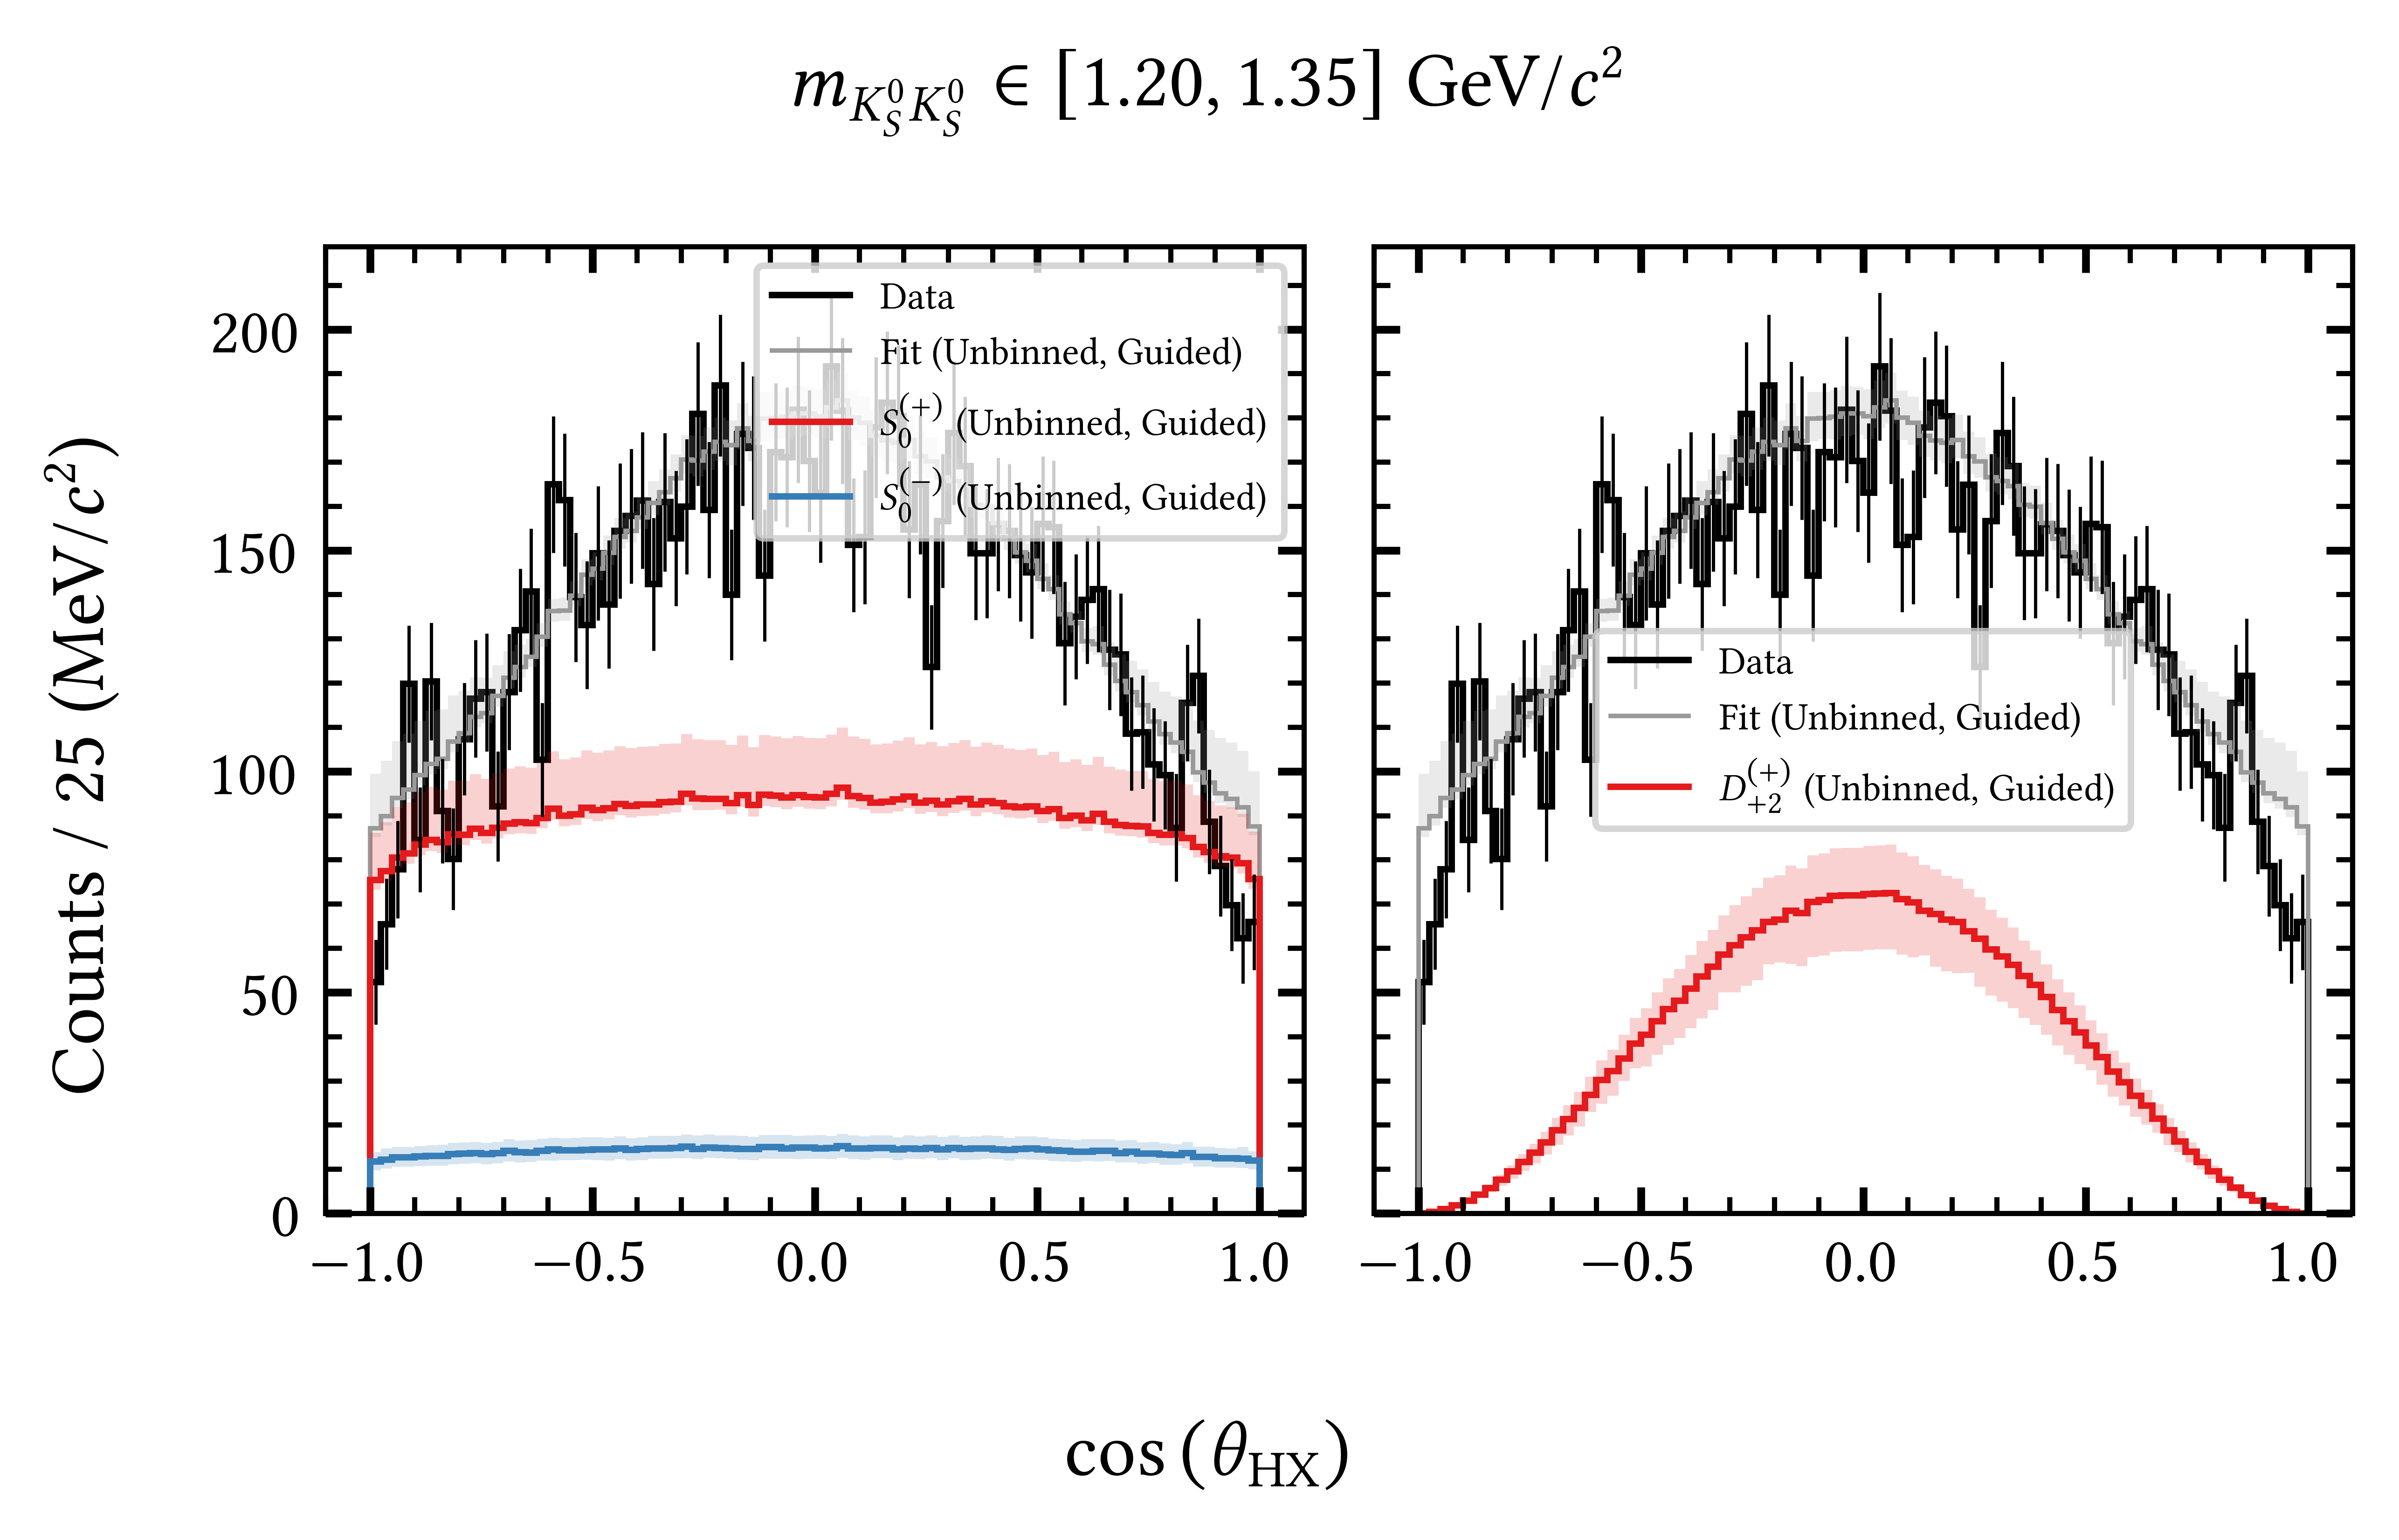 m_{K_S^0 K_S^0} ∈ [1.20, 1.35] GeV/c²
Counts / 25 (MeV/c²)
200
150
100
50
0
Data
Fit (Unbinned, Guided)
S_0^{(+)} (Unbinned, Guided)
S_0^{(−)} (Unbinned, Guided)
−1.0 −0.5 0.0 0.5 1.0
Data
Fit (Unbinned, Guided)
D_{+2}^{(+)} (Unbinned, Guided)
−1.0 −0.5 0.0 0.5 1.0
cos (θ_{HX})